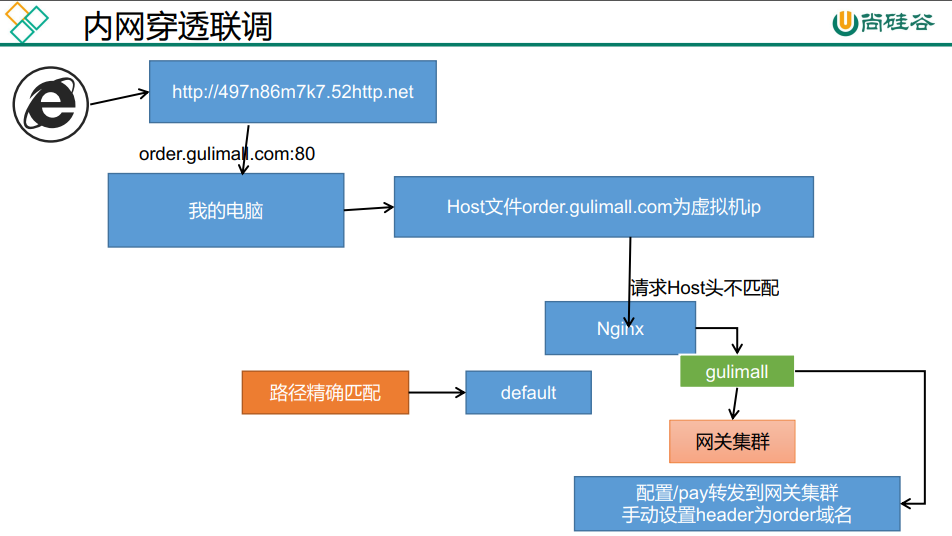 内网穿透联调
尚硅谷
http://497n86m7k7.52http.net
order.gulimall.com:80
我的电脑
Host文件order.gulimall.com为虚拟机ip
请求Host头不匹配
Nginx
gulimall
路径精确匹配
default
网关集群
配置/pay转发到网关集群
手动设置header为order域名